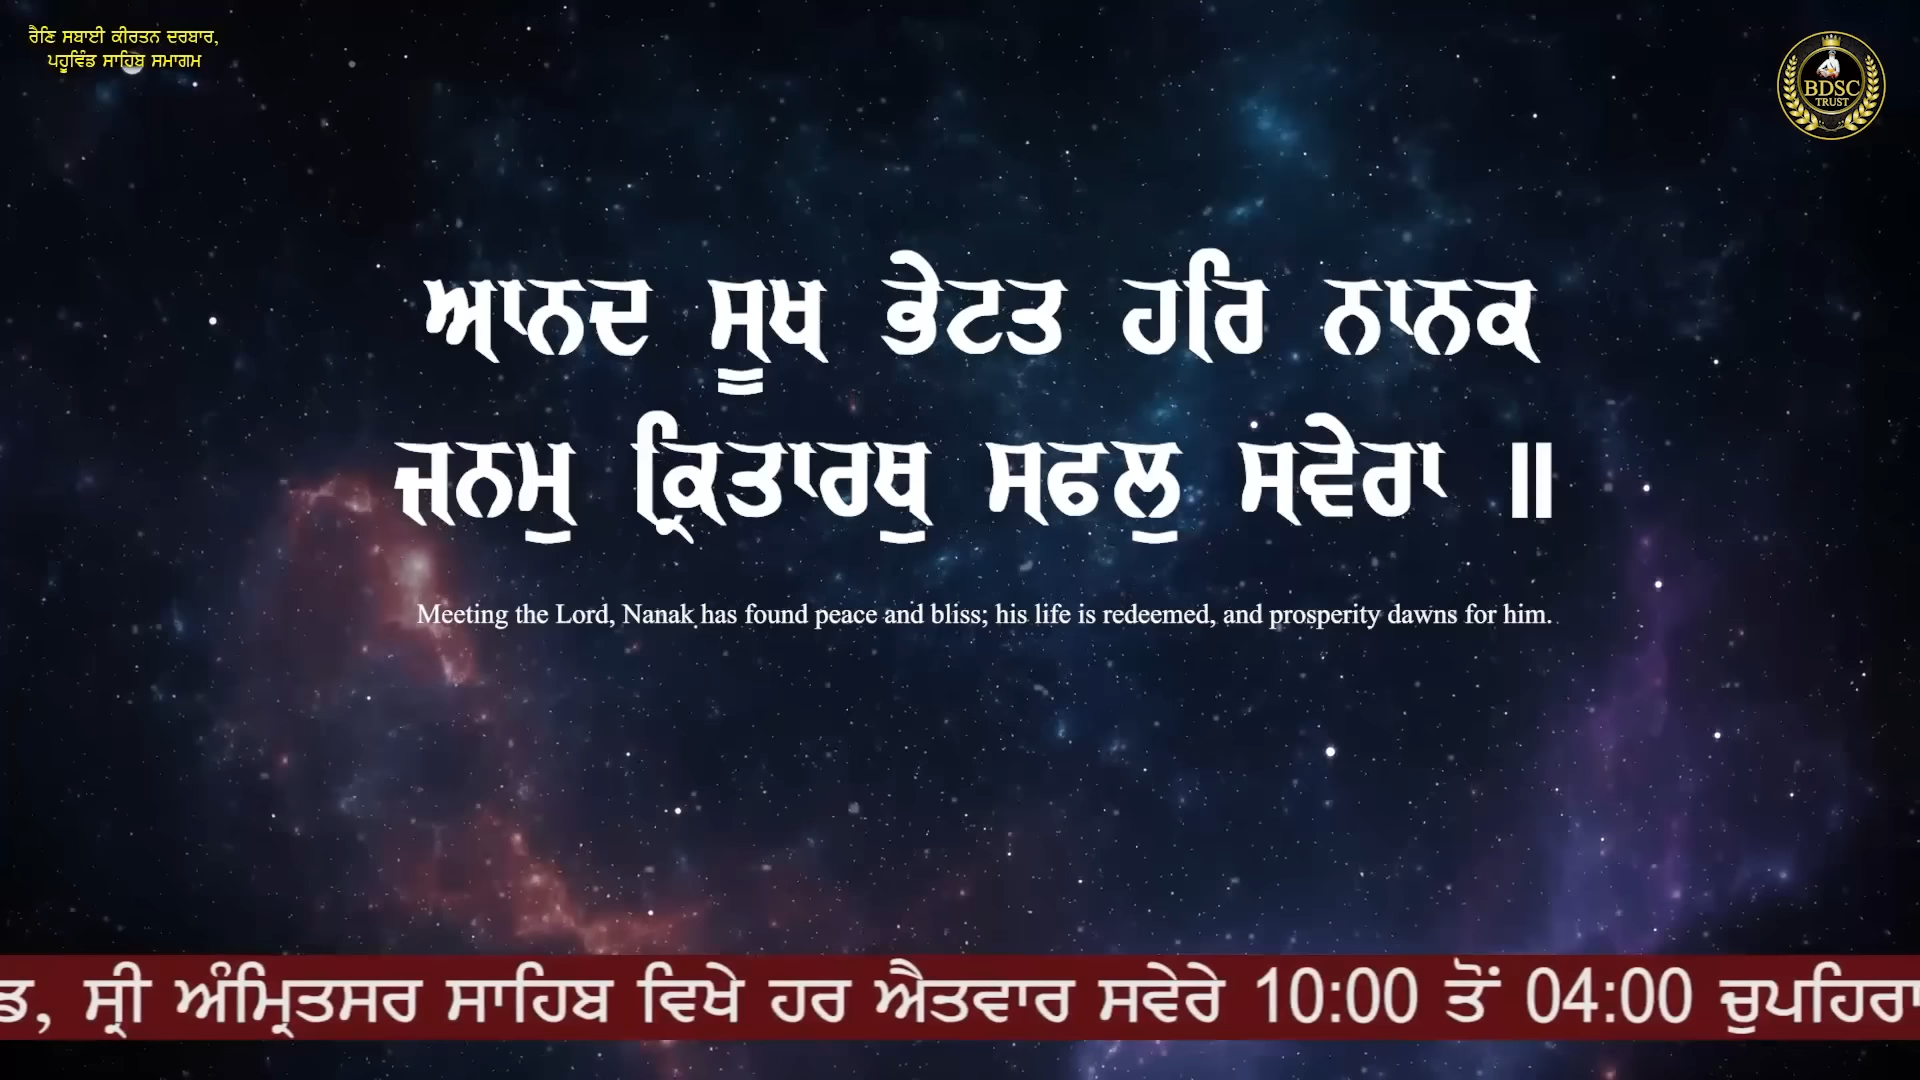 ਰੈਣਿ ਸਬਾਈ ਕੀਰਤਨ ਦਰਬਾਰ,
ਪਹੂਵਿੰਡ ਸਾਹਿਬ ਸਮਾਗਮ
BDSC
TRUST
ਆਨਦ ਸੂਖ ਭੇਟਤ ਹਰਿ ਨਾਨਕ
ਜਨਮੁ ਕ੍ਰਿਤਾਰਥੁ ਸਫਲੁ ਸਵੇਰਾ ॥
Meeting the Lord, Nanak has found peace and bliss; his life is redeemed, and prosperity dawns for him.
ਡ, ਸ੍ਰੀ ਅੰਮ੍ਰਿਤਸਰ ਸਾਹਿਬ ਵਿਖੇ ਹਰ ਐਤਵਾਰ ਸਵੇਰੇ 10:00 ਤੋਂ 04:00 ਚੁਪਹਿਰਾ